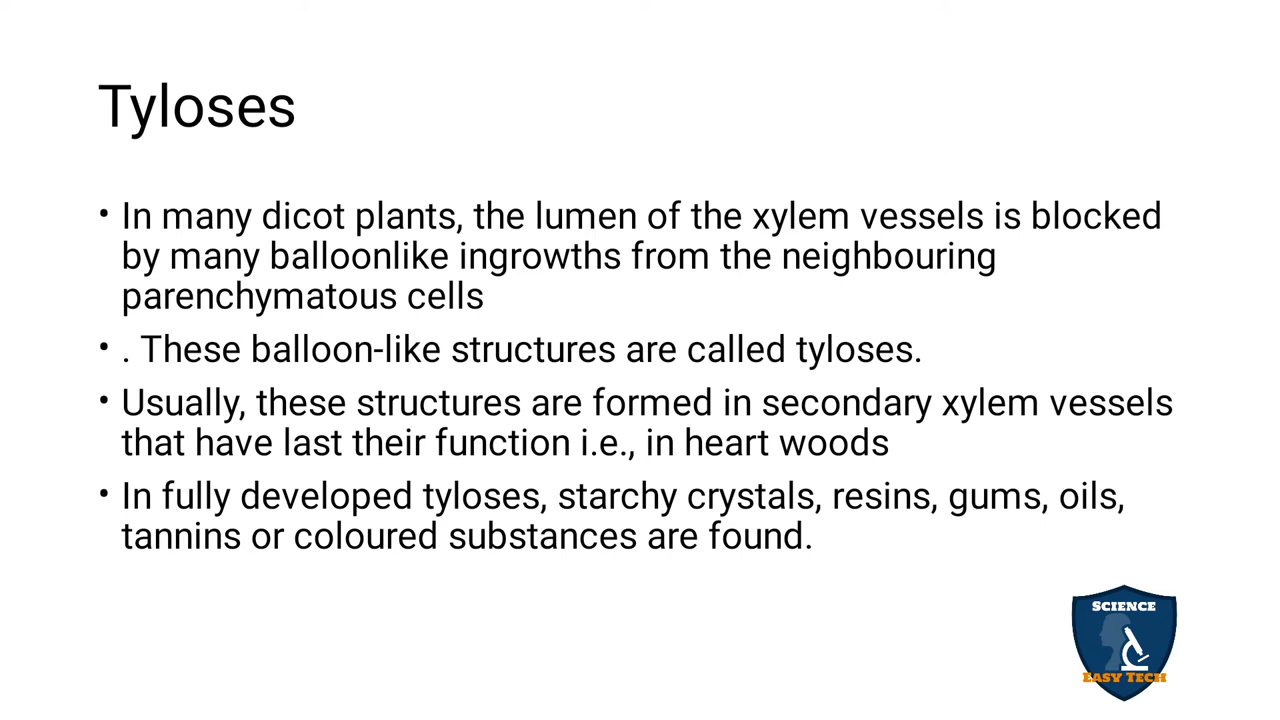 Tyloses
• In many dicot plants, the lumen of the xylem vessels is blocked
by many balloonlike ingrowths from the neighbouring
parenchymatous cells
• . These balloon-like structures are called tyloses.
• Usually, these structures are formed in secondary xylem vessels
that have last their function i.e., in heart woods
• In fully developed tyloses, starchy crystals, resins, gums, oils,
tannins or coloured substances are found.
SCIENCE
EASY TECH